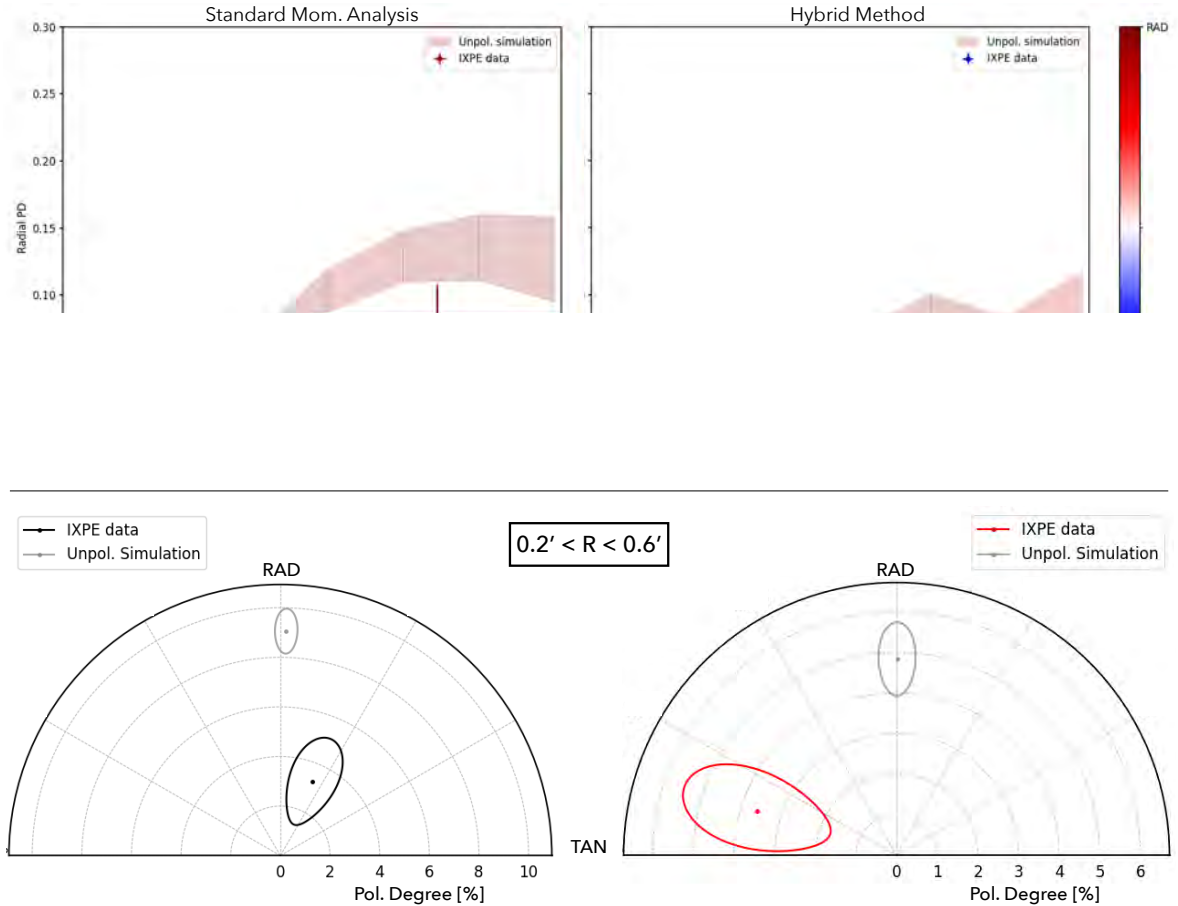 Standard Mom. Analysis
Hybrid Method
0.30
0.25
0.20
0.15
0.10
Radial PD
Unpol. simulation
IXPE data
Unpol. simulation
IXPE data
RAD
IXPE data
Unpol. Simulation
0.2′ < R < 0.6′
IXPE data
Unpol. Simulation
RAD
RAD
TAN
0 2 4 6 8 10
Pol. Degree [%]
0 1 2 3 4 5 6
Pol. Degree [%]